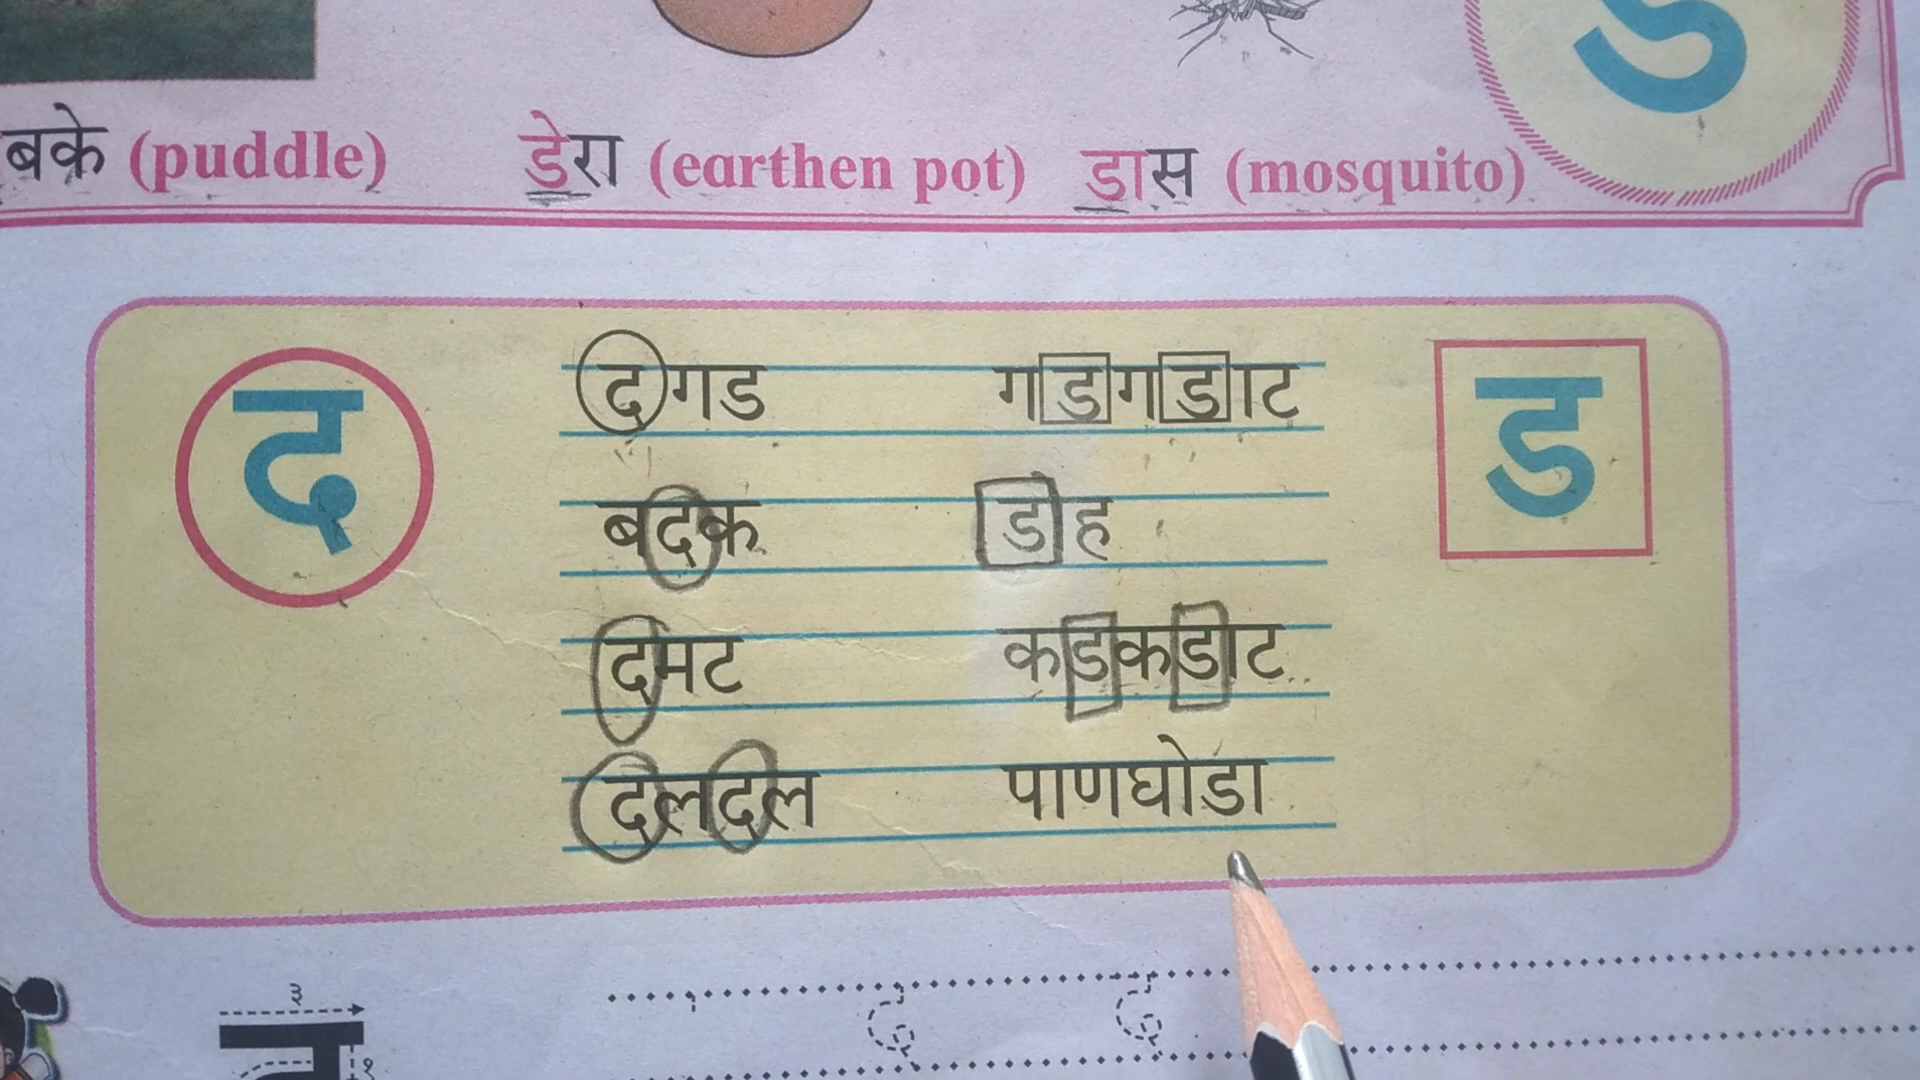 बके (puddle) डेरा (earthen pot) डास (mosquito) ड
द दगड गडगडाट ड
बदक डोह
दमट कडकडाट
दलदल पाणघोडा